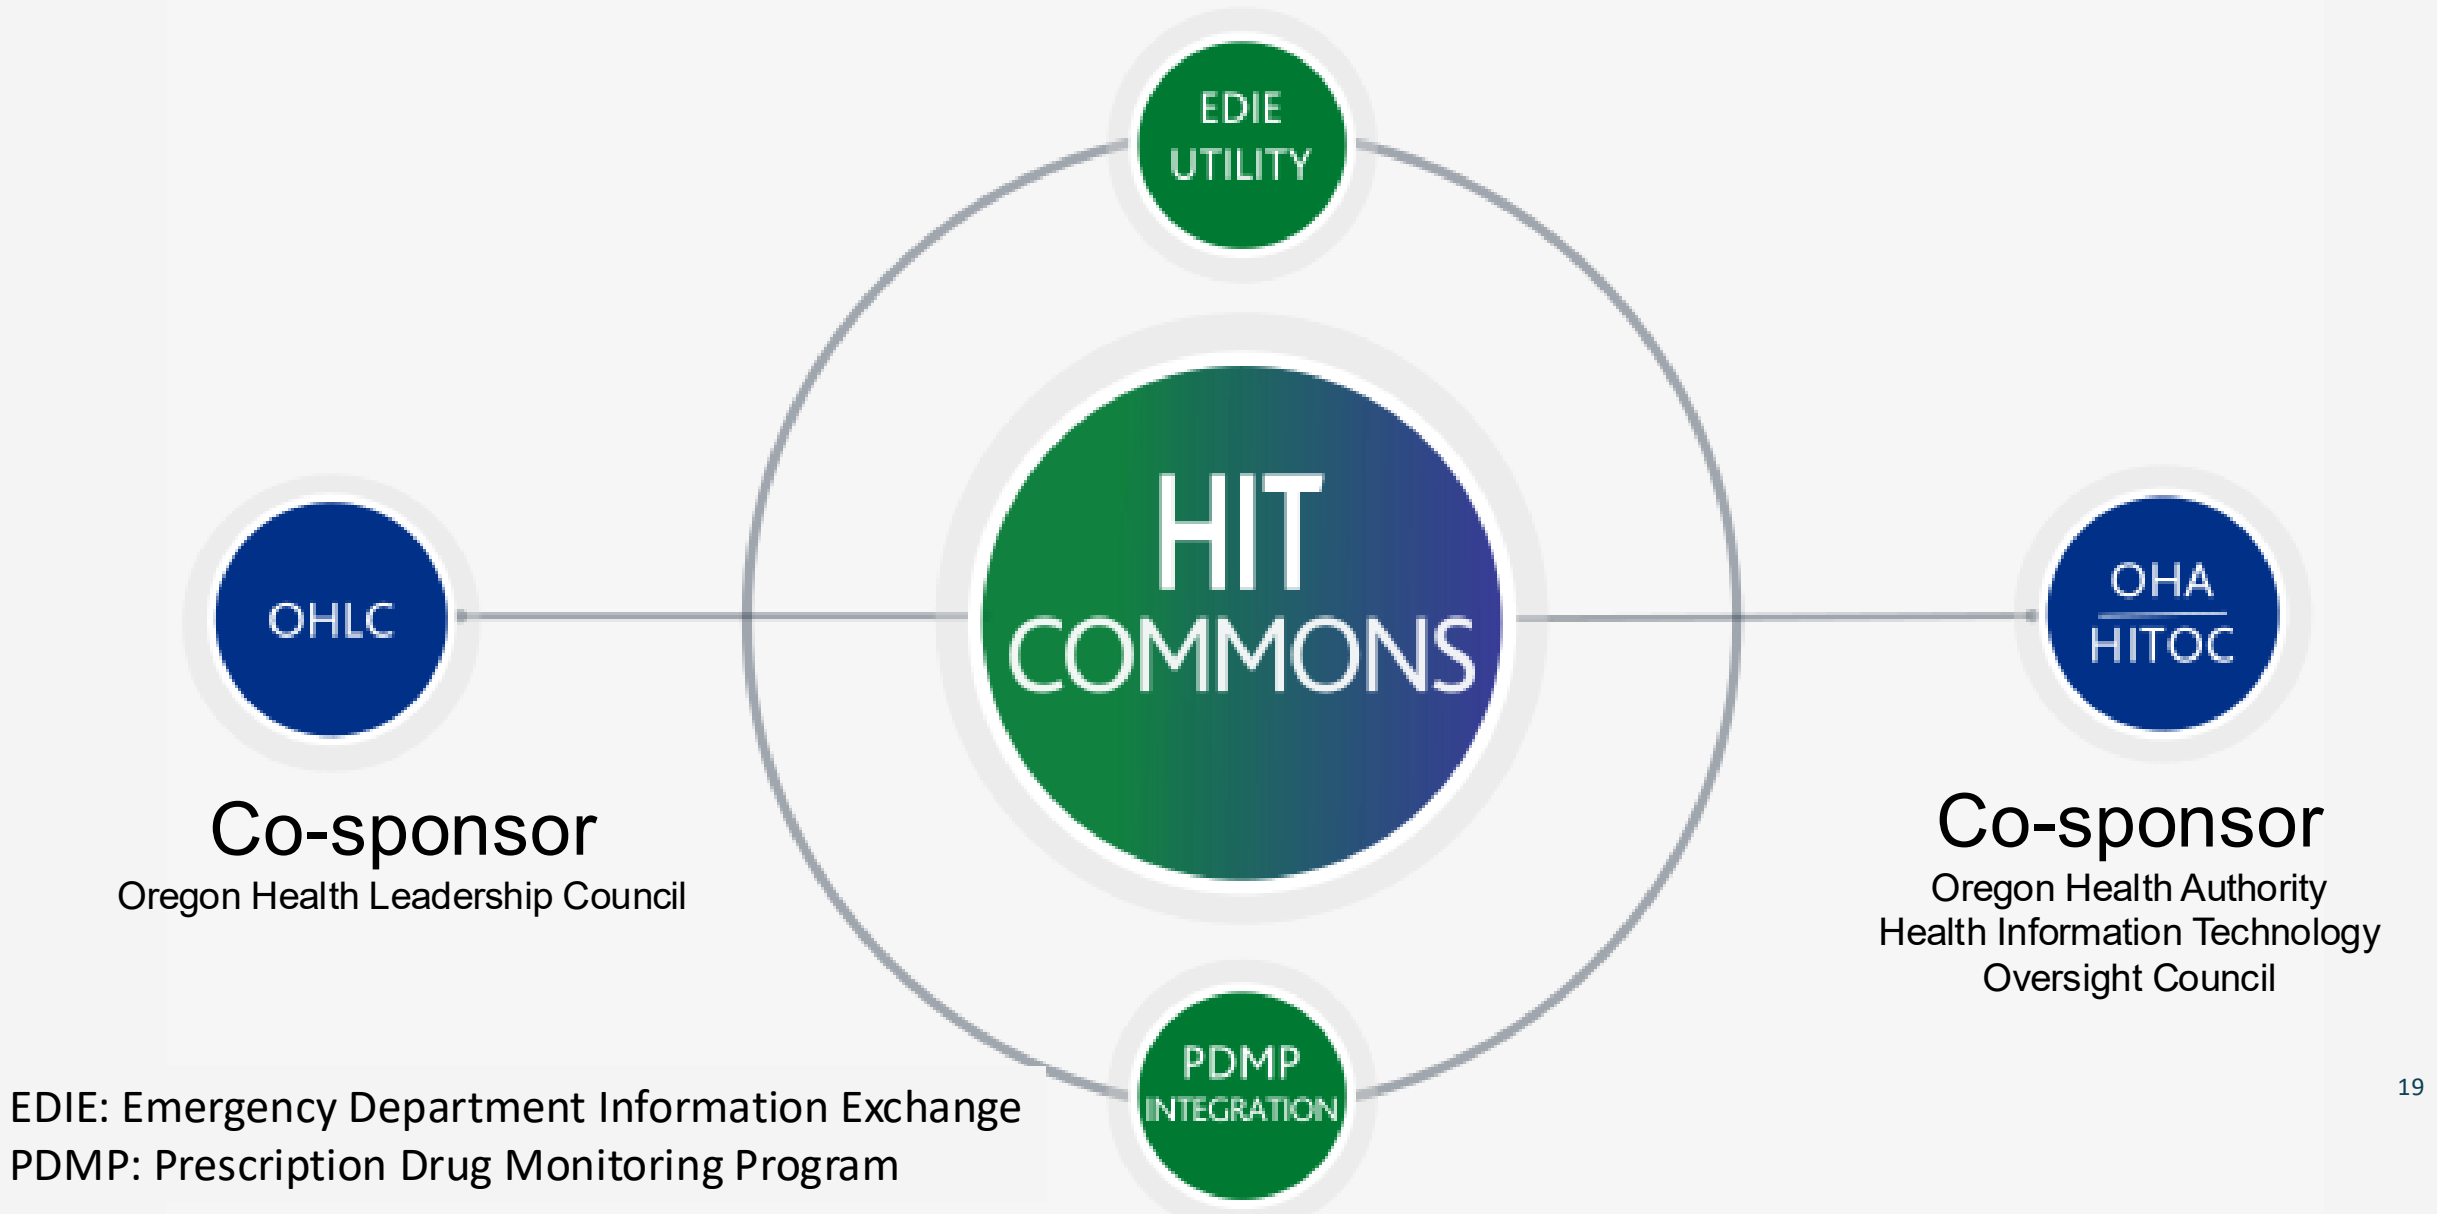 EDIE
UTILITY
HIT
COMMONS
OHLC
Co-sponsor
Oregon Health Leadership Council
OHA
HITOC
Co-sponsor
Oregon Health Authority
Health Information Technology
Oversight Council
PDMP
INTEGRATION
EDIE: Emergency Department Information Exchange
PDMP: Prescription Drug Monitoring Program
19